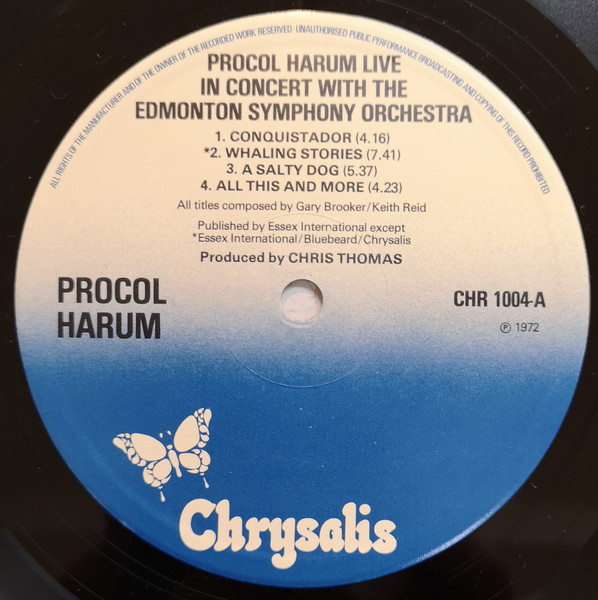 ALL RIGHTS OF THE MANUFACTURER AND OF THE OWNER OF THE RECORDED WORK RESERVED UNAUTHORISED PUBLIC PERFORMANCE BROADCASTING AND COPYING OF THIS RECORD PROHIBITED
PROCOL HARUM LIVE
IN CONCERT WITH THE
EDMONTON SYMPHONY ORCHESTRA
1. CONQUISTADOR (4.16)
*2. WHALING STORIES (7.41)
3. A SALTY DOG (5.37)
4. ALL THIS AND MORE (4.23)
All titles composed by Gary Brooker/Keith Reid
Published by Essex International except
*Essex International/Bluebeard/Chrysalis
Produced by CHRIS THOMAS
PROCOL
HARUM
CHR 1004-A
Ⓟ 1972
Chrysalis